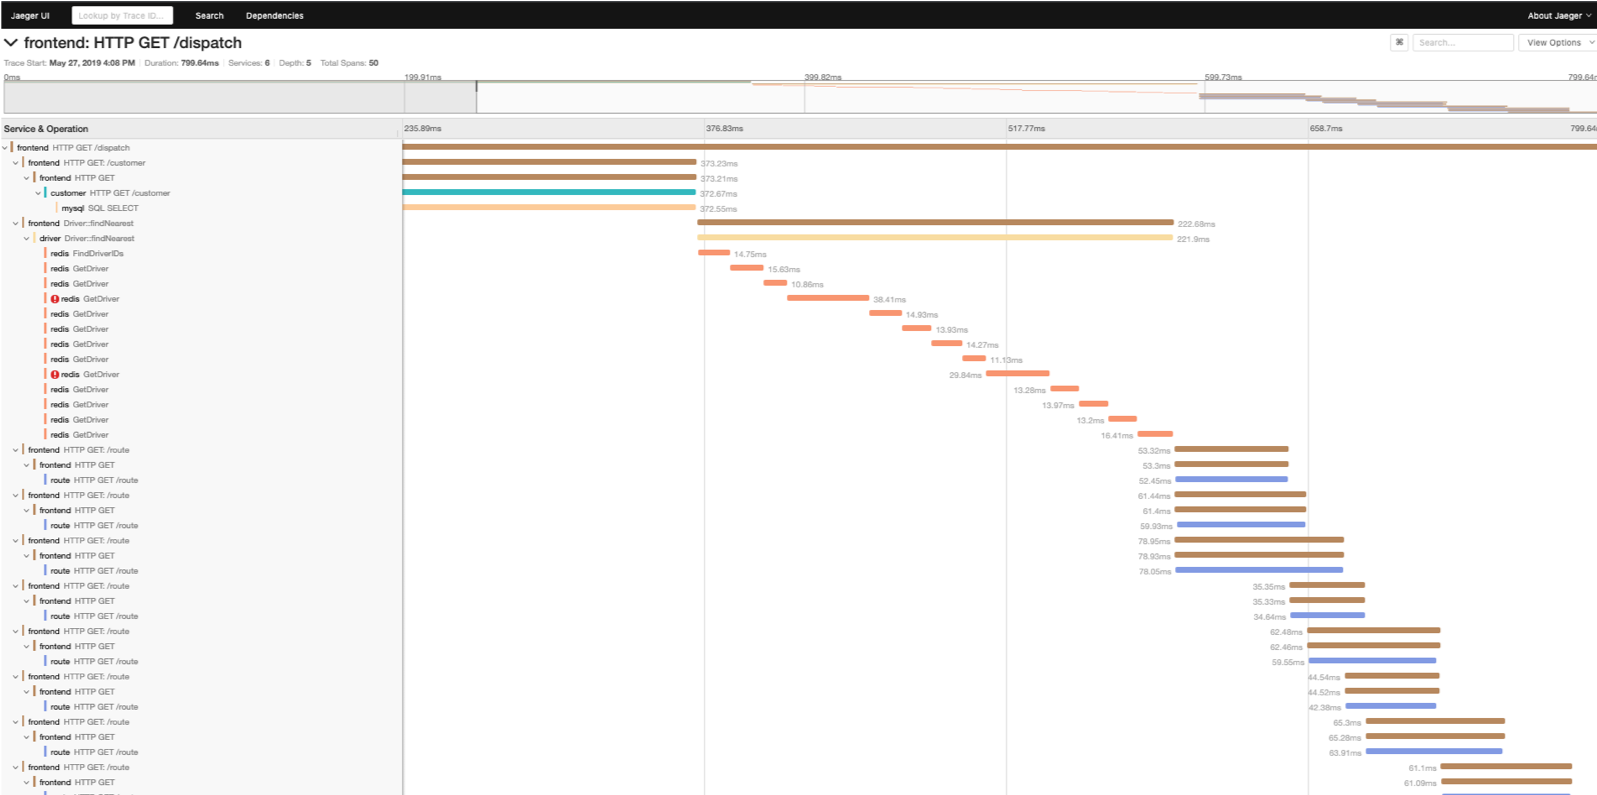 Jaeger UI Lookup by Trace ID... Search Dependencies About Jaeger
frontend: HTTP GET /dispatch ⌘ Search... View Options
Trace Start: May 27, 2019 4:08 PM Duration: 799.64ms Services: 6 Depth: 5 Total Spans: 50
0ms 199.91ms 399.82ms 599.73ms 799.64m
Service & Operation 235.89ms 376.83ms 517.77ms 658.7ms 799.64m
frontend HTTP GET /dispatch
frontend HTTP GET: /customer 373.23ms
frontend HTTP GET 373.21ms
customer HTTP GET /customer 372.67ms
mysql SQL SELECT 372.55ms
frontend Driver::findNearest 222.68ms
driver Driver::findNearest 221.9ms
redis FindDriverIDs 14.75ms
redis GetDriver 15.63ms
redis GetDriver 10.86ms
redis GetDriver 38.41ms
redis GetDriver 14.93ms
redis GetDriver 13.93ms
redis GetDriver 14.27ms
redis GetDriver 11.13ms
redis GetDriver 29.84ms
redis GetDriver 13.28ms
redis GetDriver 13.97ms
redis GetDriver 13.2ms
redis GetDriver 16.41ms
frontend HTTP GET: /route 53.32ms
frontend HTTP GET 53.3ms
route HTTP GET /route 52.45ms
frontend HTTP GET: /route 61.44ms
frontend HTTP GET 61.4ms
route HTTP GET /route 59.93ms
frontend HTTP GET: /route 78.95ms
frontend HTTP GET 78.93ms
route HTTP GET /route 78.05ms
frontend HTTP GET: /route 35.35ms
frontend HTTP GET 35.33ms
route HTTP GET /route 34.64ms
frontend HTTP GET: /route 62.48ms
frontend HTTP GET 62.46ms
route HTTP GET /route 59.55ms
frontend HTTP GET: /route 44.54ms
frontend HTTP GET 44.52ms
route HTTP GET /route 42.38ms
frontend HTTP GET: /route 65.3ms
frontend HTTP GET 65.28ms
route HTTP GET /route 63.91ms
frontend HTTP GET: /route 61.1ms
frontend HTTP GET 61.09ms